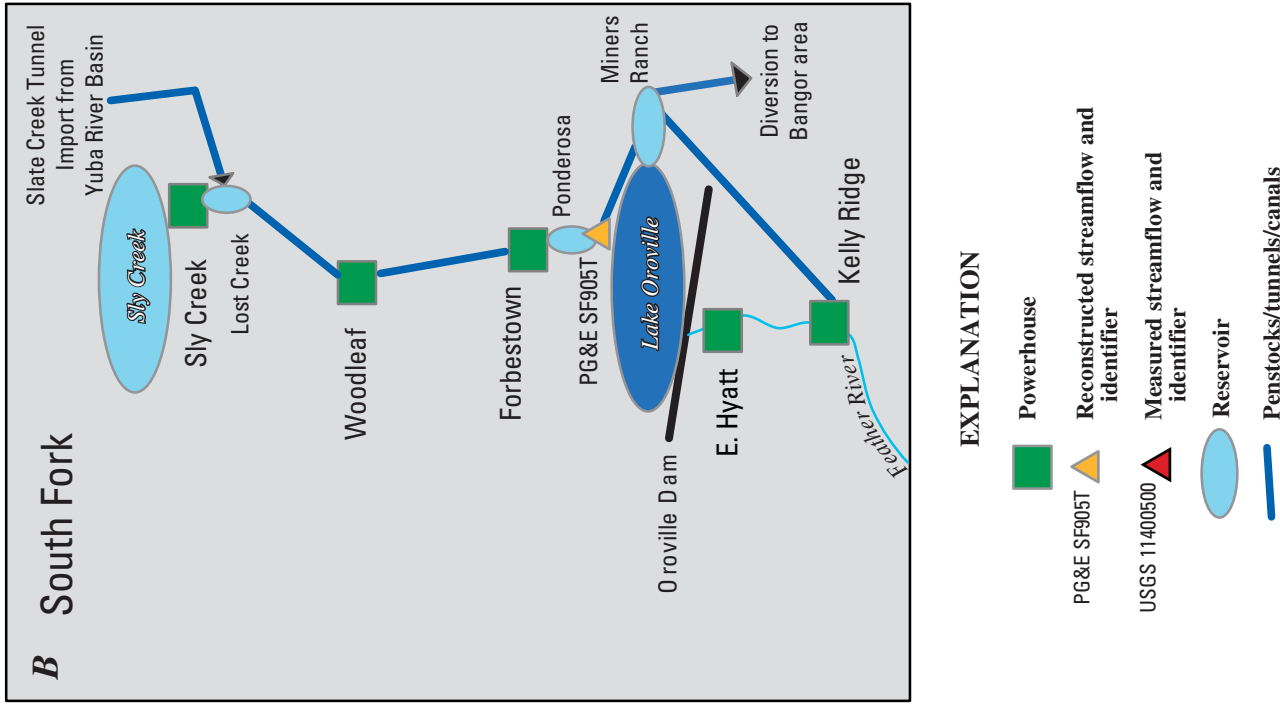 B South Fork
Slate Creek Tunnel
Import from
Yuba River Basin
Sly Creek
Sly Creek
Lost Creek
Woodleaf
Forbestown
Ponderosa
PG&E SF905T
Miners
Ranch
Lake Oroville
Oroville Dam
Diversion to
Bangor area
E. Hyatt
Kelly Ridge
Feather River
EXPLANATION
Powerhouse
PG&E SF905T
Reconstructed streamflow and
identifier
USGS 11400500
Measured streamflow and
identifier
Reservoir
Penstocks/tunnels/canals